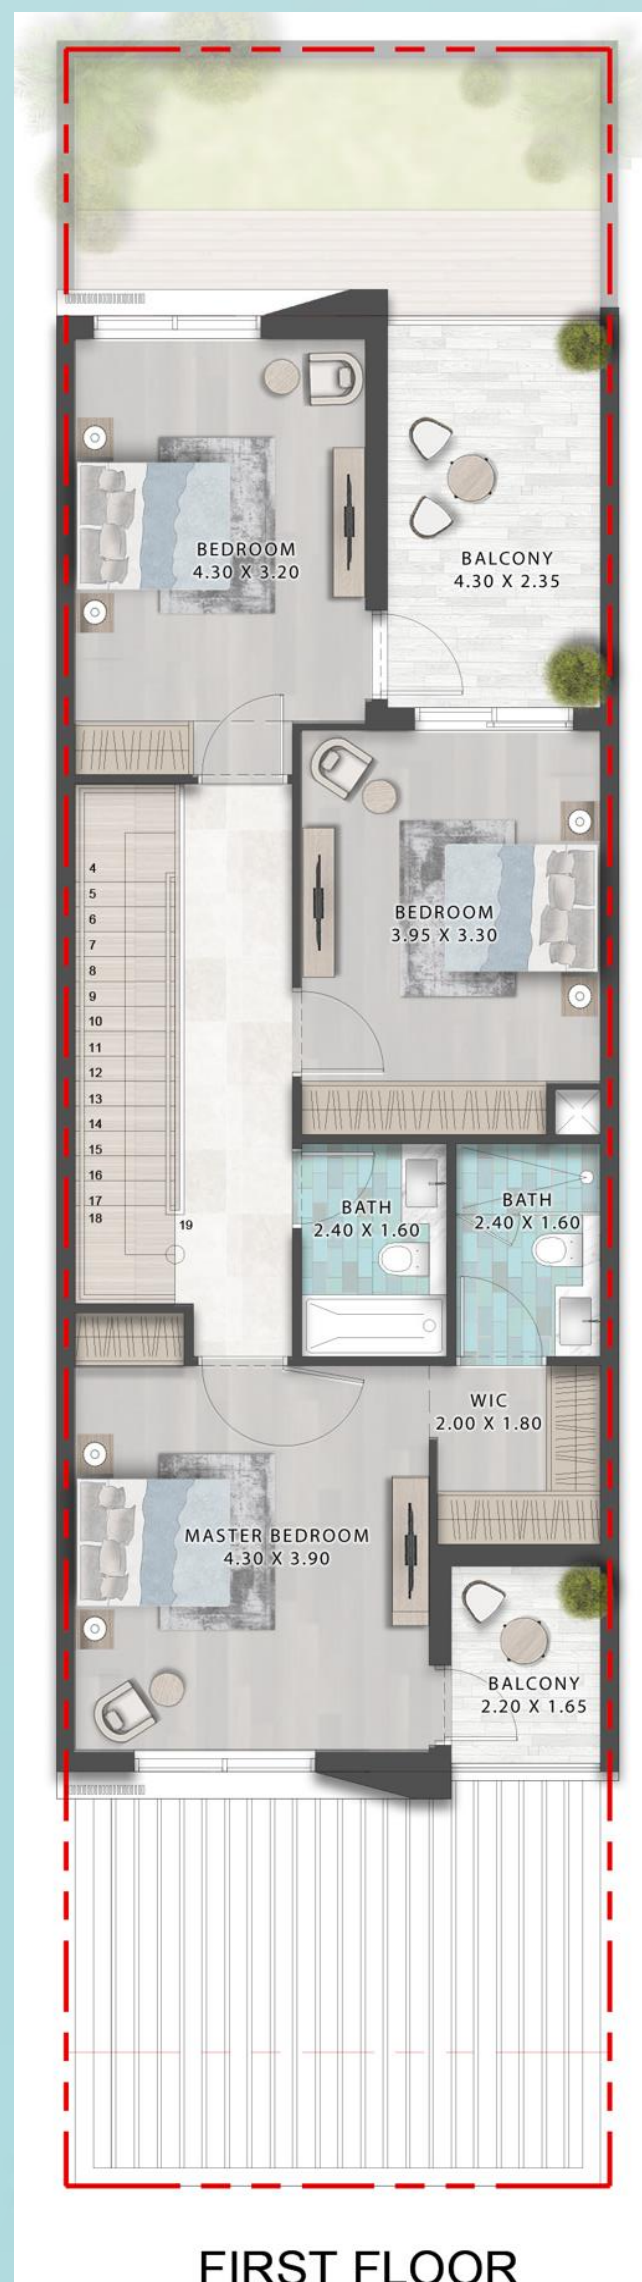 BEDROOM
4.30 X 3.20
BALCONY
4.30 X 2.35
4
5
6
7
8
9
10
11
12
13
14
15
16
17
18
19
BEDROOM
3.95 X 3.30
BATH
2.40 X 1.60
BATH
2.40 X 1.60
WIC
2.00 X 1.80
MASTER BEDROOM
4.30 X 3.90
BALCONY
2.20 X 1.65
FIRST FLOOR